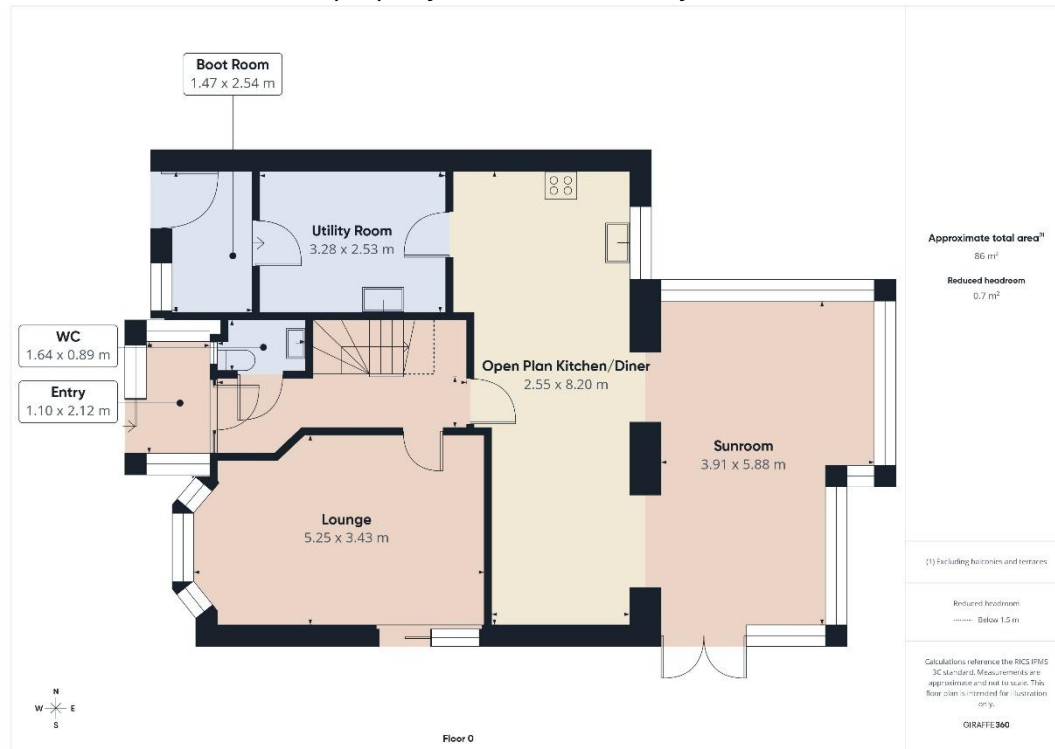 Boot Room
1.47 x 2.54 m
Utility Room
3.28 x 2.53 m
WC
1.64 x 0.89 m
Entry
1.10 x 2.12 m
Open Plan Kitchen/Diner
2.55 x 8.20 m
Sunroom
3.91 x 5.88 m
Lounge
5.25 x 3.43 m
Approximate total area(1)
86 m²
Reduced headroom
0.7 m²
(1) Excluding balconies and terraces
Reduced headroom
Below 1.5 m
Calculations reference the RICS IPMS
3C standard. Measurements are
approximate and not to scale. This
floor plan is intended for illustration
only.
GIRAFFE360
N
W E
S
Floor 0